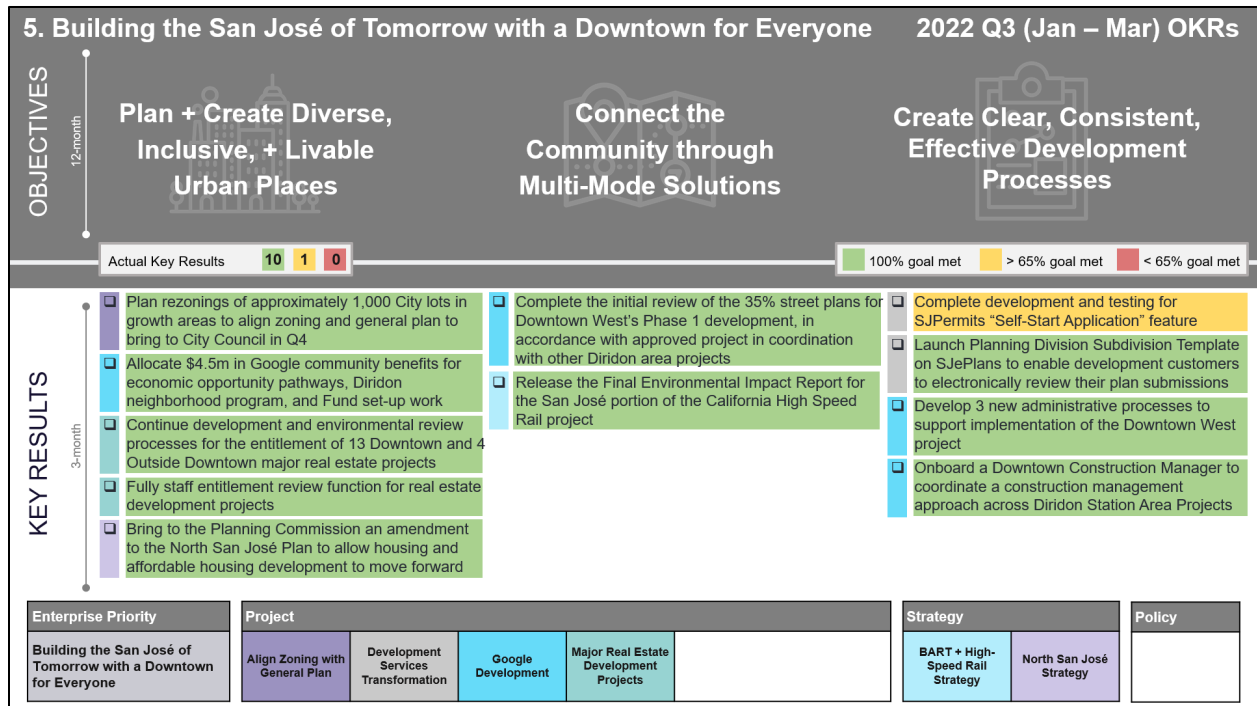 5. Building the San José of Tomorrow with a Downtown for Everyone
2022 Q3 (Jan – Mar) OKRs
OBJECTIVES
12-month
Plan + Create Diverse,
Inclusive, + Livable
Urban Places
Connect the
Community through
Multi-Mode Solutions
Create Clear, Consistent,
Effective Development
Processes
Actual Key Results 10 1 0
100% goal met > 65% goal met < 65% goal met
KEY RESULTS
3-month
Plan rezonings of approximately 1,000 City lots in
growth areas to align zoning and general plan to
bring to City Council in Q4
Allocate $4.5m in Google community benefits for
economic opportunity pathways, Diridon
neighborhood program, and Fund set-up work
Continue development and environmental review
processes for the entitlement of 13 Downtown and 4
Outside Downtown major real estate projects
Fully staff entitlement review function for real estate
development projects
Bring to the Planning Commission an amendment
to the North San José Plan to allow housing and
affordable housing development to move forward
Complete the initial review of the 35% street plans for
Downtown West's Phase 1 development, in
accordance with approved project in coordination
with other Diridon area projects
Release the Final Environmental Impact Report for
the San José portion of the California High Speed
Rail project
Complete development and testing for
SJPermits “Self-Start Application” feature
Launch Planning Division Subdivision Template
on SJePlans to enable development customers
to electronically review their plan submissions
Develop 3 new administrative processes to
support implementation of the Downtown West
project
Onboard a Downtown Construction Manager to
coordinate a construction management
approach across Diridon Station Area Projects
Enterprise Priority
Building the San José of
Tomorrow with a Downtown
for Everyone
Project
Align Zoning with
General Plan
Development
Services
Transformation
Google
Development
Major Real Estate
Development
Projects
Strategy
BART + High-
Speed Rail
Strategy
North San José
Strategy
Policy